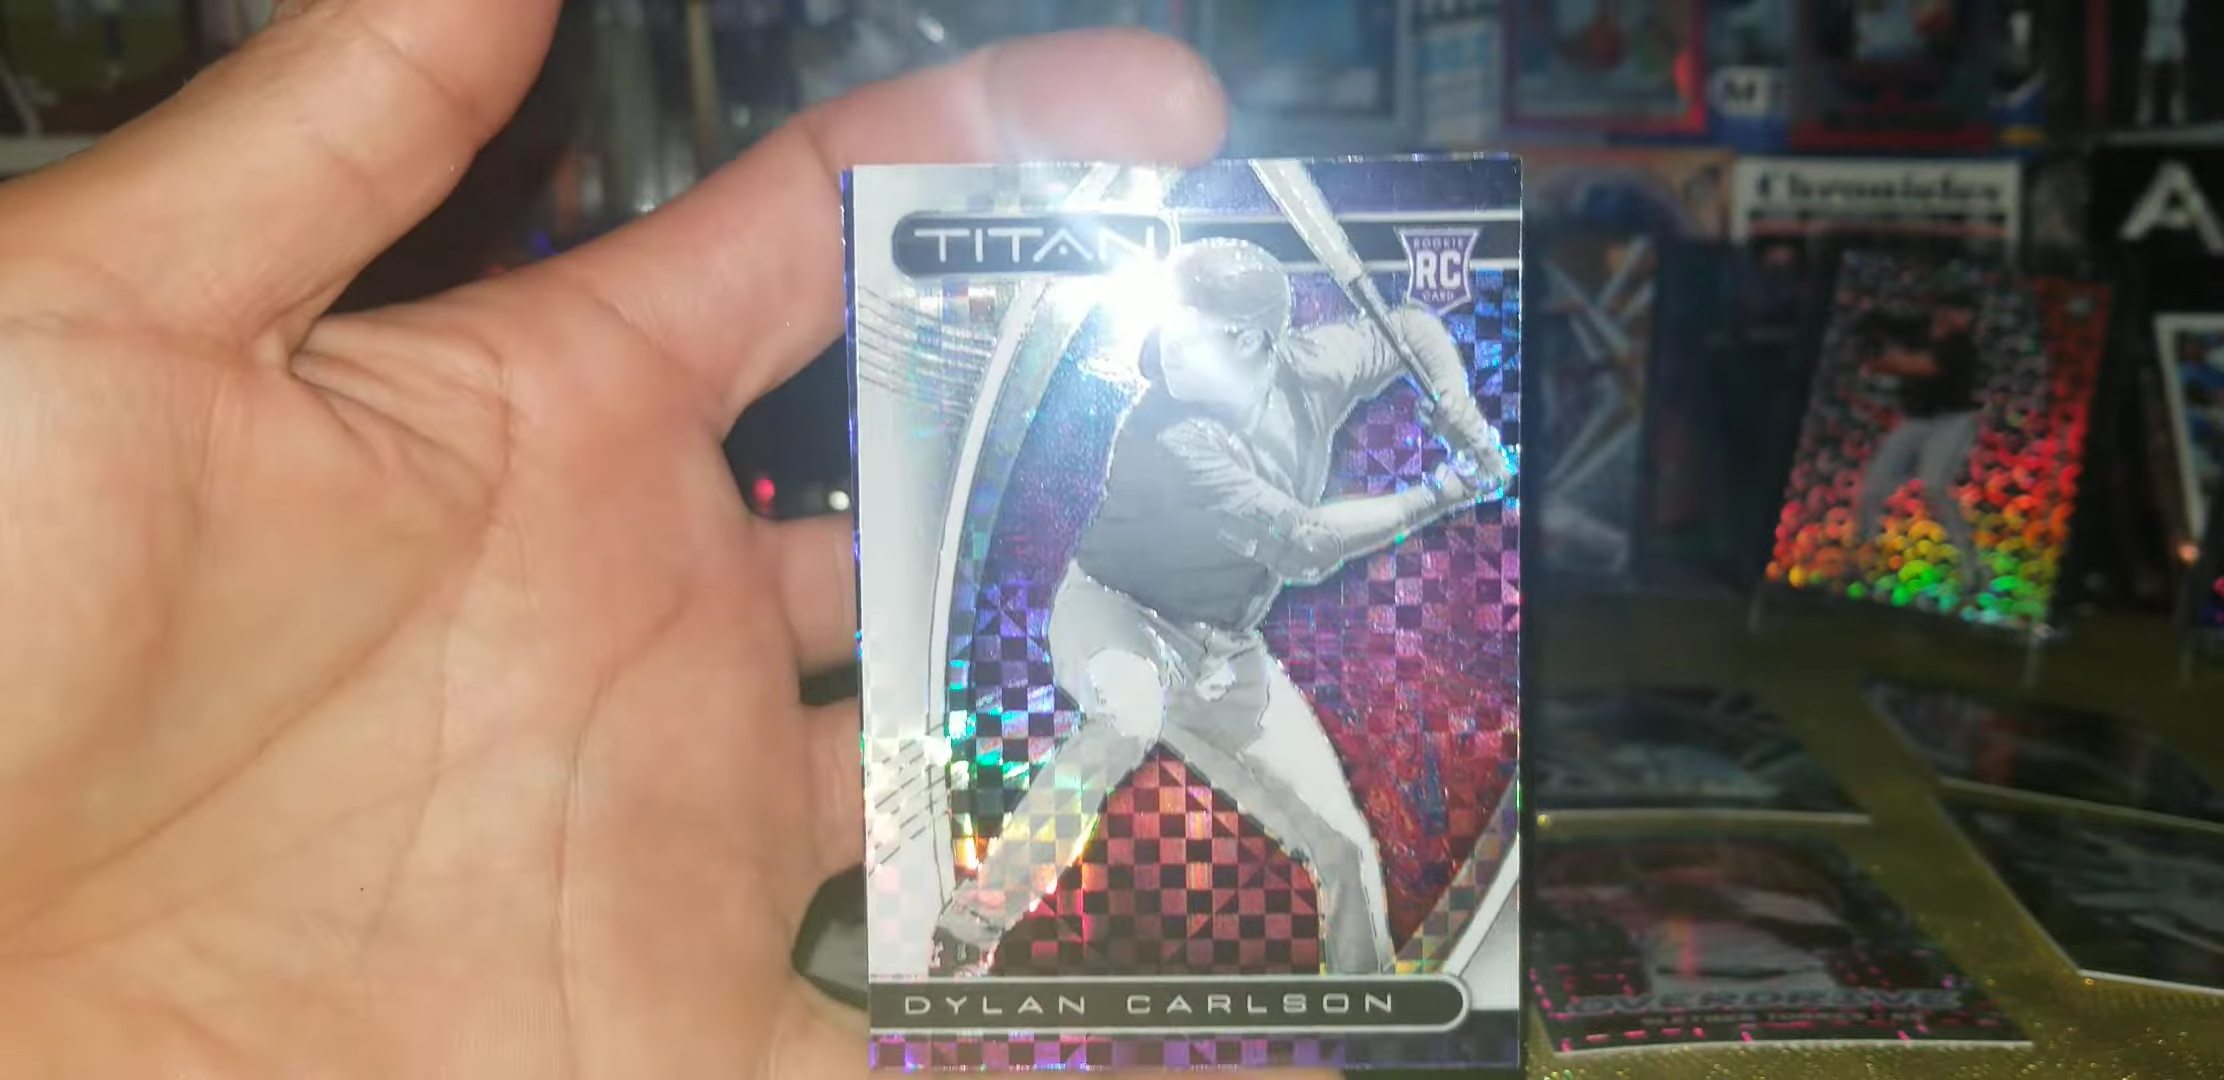 TITAN
ROOKIE
RC
CARD
DYLAN CARLSON
Chronicles
A
OVERDRIVE